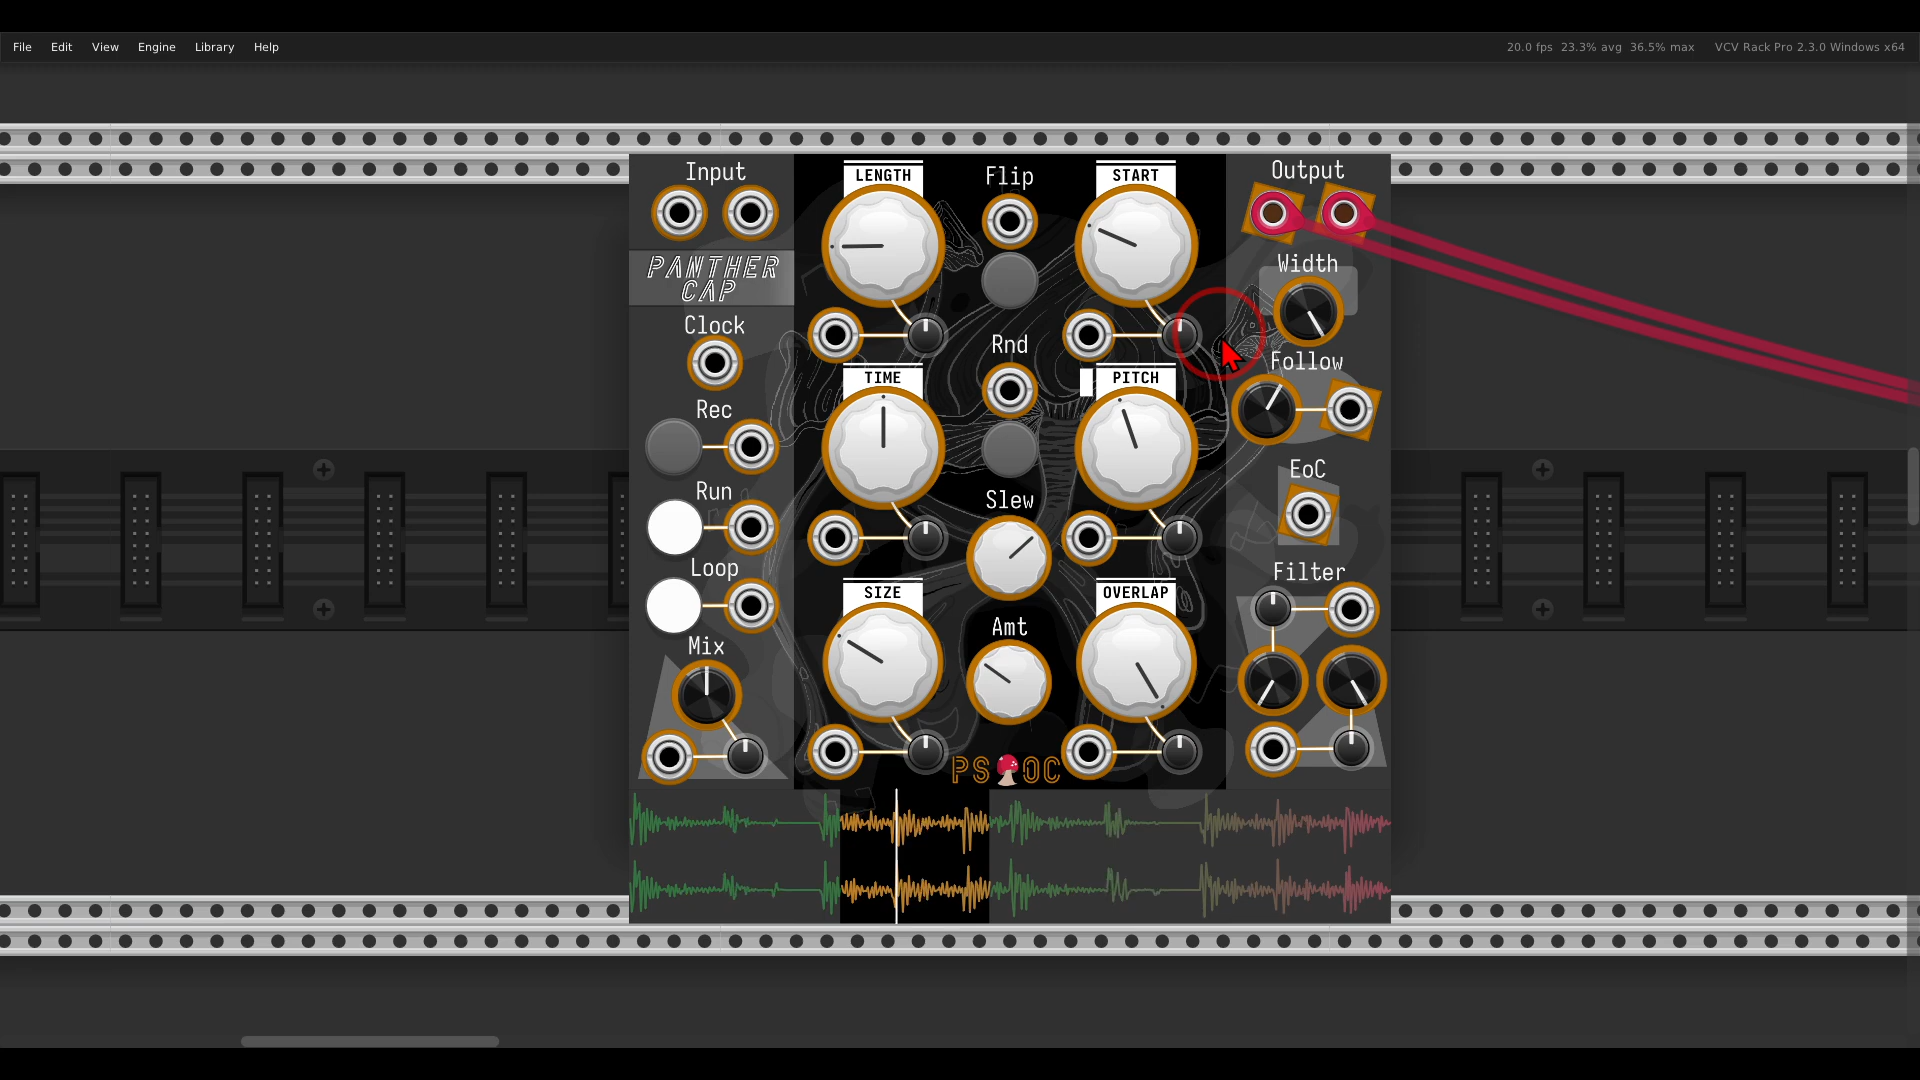 File Edit View Engine Library Help
20.0 fps 23.3% avg 36.5% max VCV Rack Pro 2.3.0 Windows x64
Input
LENGTH
Flip
START
Output
PANTHER
CAP
Width
Clock
Rnd
Follow
TIME
PITCH
Rec
EoC
Run
Slew
Loop
Filter
SIZE
OVERLAP
Amt
Mix
PS OC